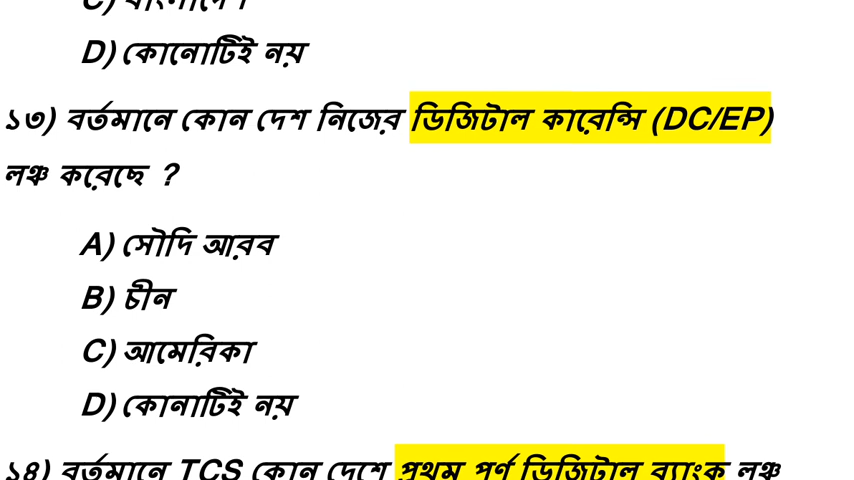 C) বাংলাদেশ
D) কোনোটিই নয়
১৩) বর্তমানে কোন দেশ নিজের ডিজিটাল কারেন্সি (DC/EP)
লঞ্চ করেছে ?
A) সৌদি আরব
B) চীন
C) আমেরিকা
D) কোনাটিই নয়
১৪) বর্তমানে TCS কোন দেশে প্রথম পূর্ণ ডিজিটাল ব্যাংক লঞ্চ